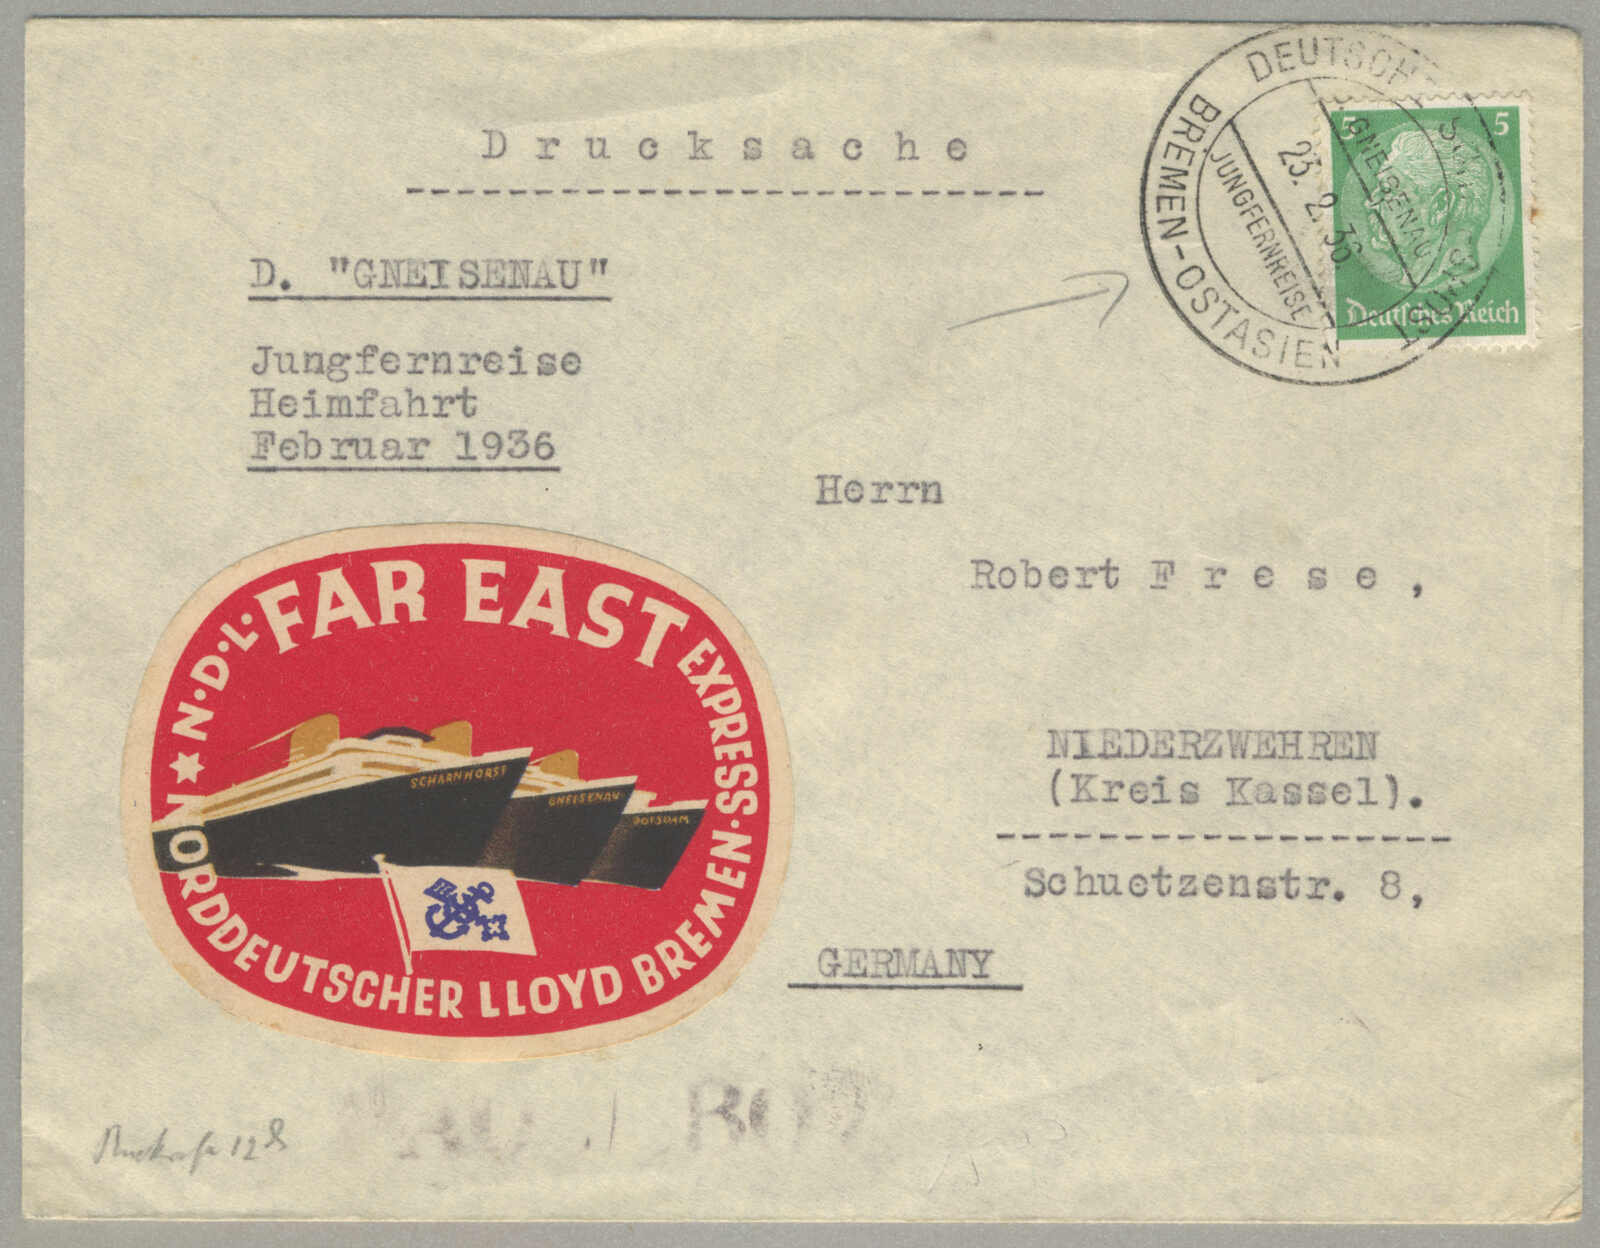 Drucksache
D. "GNEISENAU"
Jungfernreise
Heimfahrt
Februar 1936
Herrn
Robert Frese,
NIEDERZWEHREN
(Kreis Kassel).
Schuetzenstr. 8,
GERMANY
DEUTSCHE
BREMEN-OSTASIEN
GNEISENAU
23.2.36.
JUNGFERNREISE
5 5
Deutsches Reich
N·D·L· FAR EAST EXPRESS·
SCHARNHORST
GNEISENAU
POTSDAM
NORDDEUTSCHER LLOYD BREMEN
12